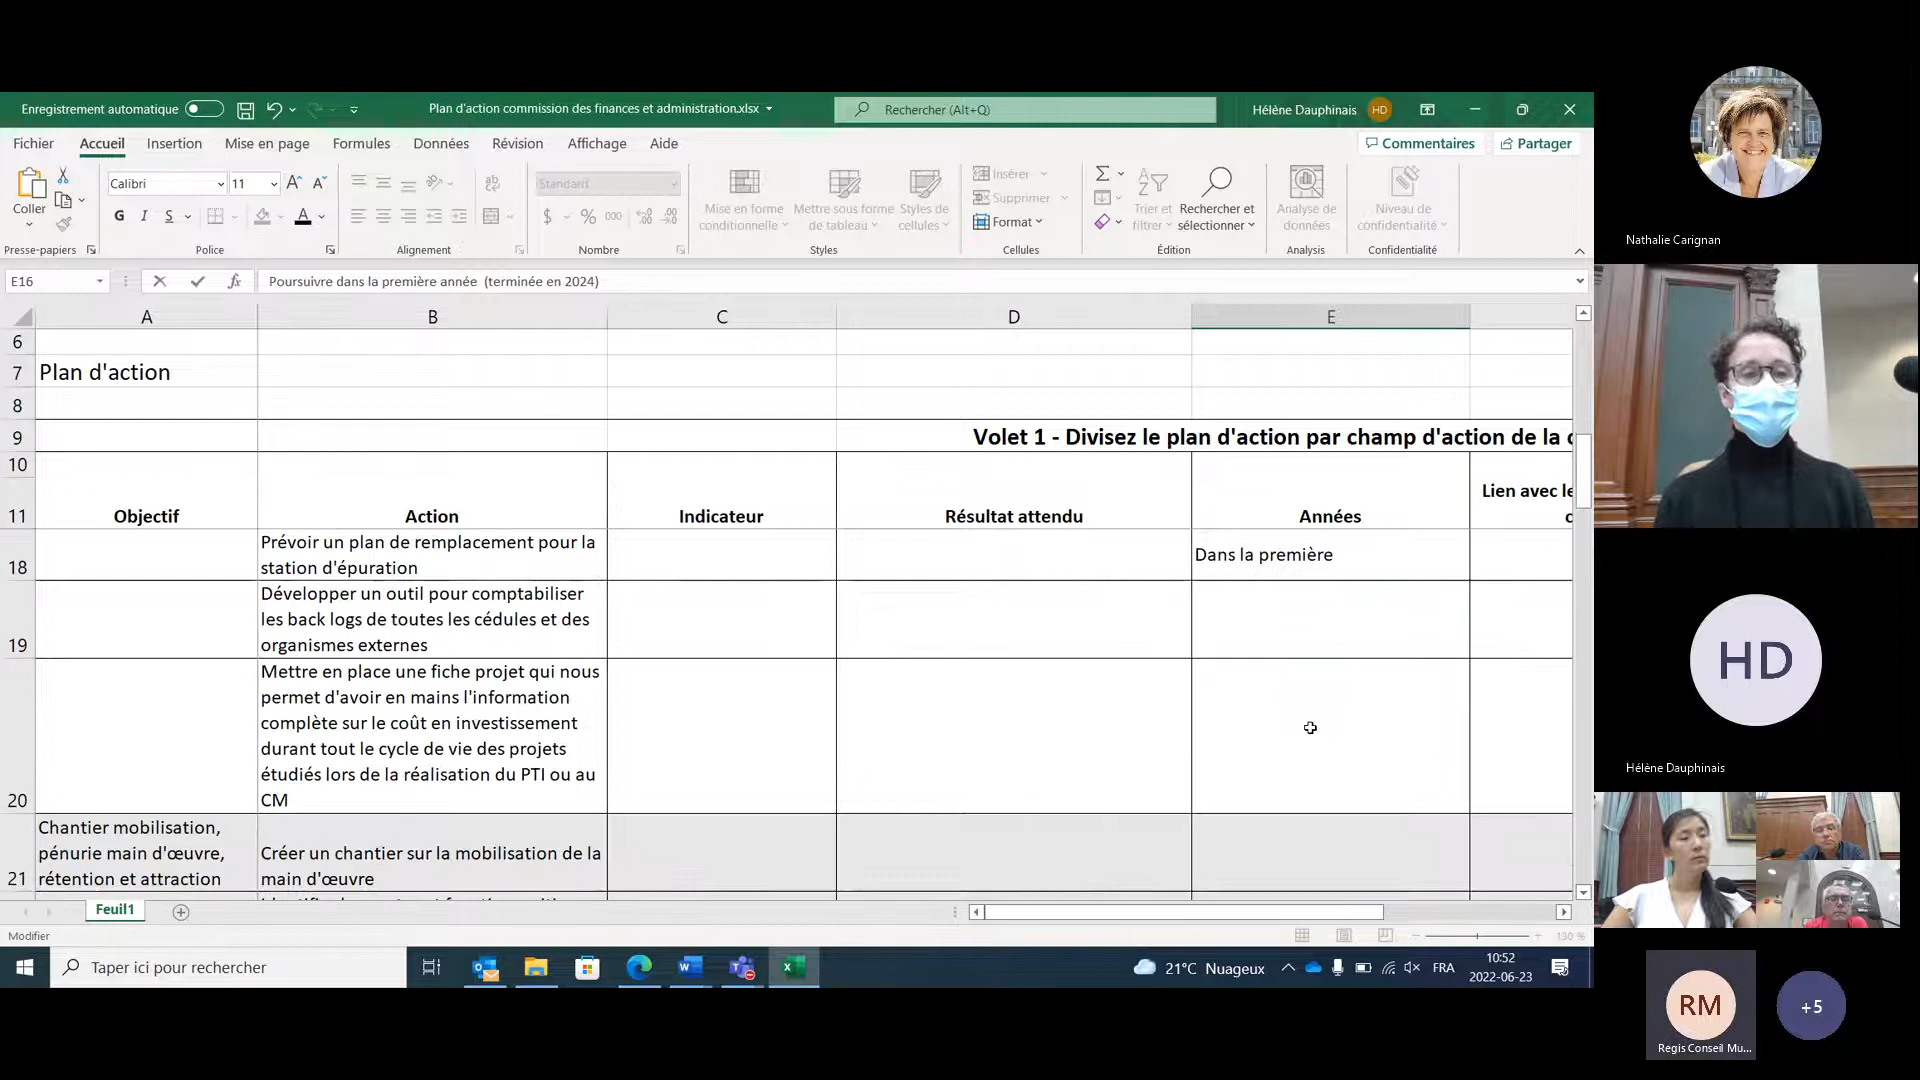 Enregistrement automatique
Plan d'action commission des finances et administration.xlsx
Rechercher (Alt+Q)
Hélène Dauphinais
HD
Fichier
Accueil
Insertion
Mise en page
Formules
Données
Révision
Affichage
Aide
Commentaires
Partager
Coller
Calibri
11
G
I
S
A
Standard
$
%
000
Mise en forme
conditionnelle
Mettre sous forme
de tableau
Styles de
cellules
Insérer
Supprimer
Format
Trier et
filtrer
Rechercher et
sélectionner
Analyse de
données
Niveau de
confidentialité
Presse-papiers
Police
Alignement
Nombre
Styles
Cellules
Édition
Analysis
Confidentialité
E16
fx
Poursuivre dans la première année (terminée en 2024)
A
B
C
D
E
6
7
Plan d'action
8
9
Volet 1 - Divisez le plan d'action par champ d'action de la
10
11
Objectif
Action
Indicateur
Résultat attendu
Années
Lien avec
18
Prévoir un plan de remplacement pour la
station d'épuration
Dans la première
19
Développer un outil pour comptabiliser
les back logs de toutes les cédules et des
organismes externes
20
Mettre en place une fiche projet qui nous
permet d'avoir en mains l'information
complète sur le coût en investissement
durant tout le cycle de vie des projets
étudiés lors de la réalisation du PTI ou au
CM
21
Chantier mobilisation,
pénurie main d'œuvre,
rétention et attraction
Créer un chantier sur la mobilisation de la
main d'œuvre
Feuil1
Modifier
130 %
Taper ici pour rechercher
21°C Nuageux
FRA
10:52
2022-06-23
Nathalie Carignan
HD
Hélène Dauphinais
RM
Regis Conseil Mu...
+5